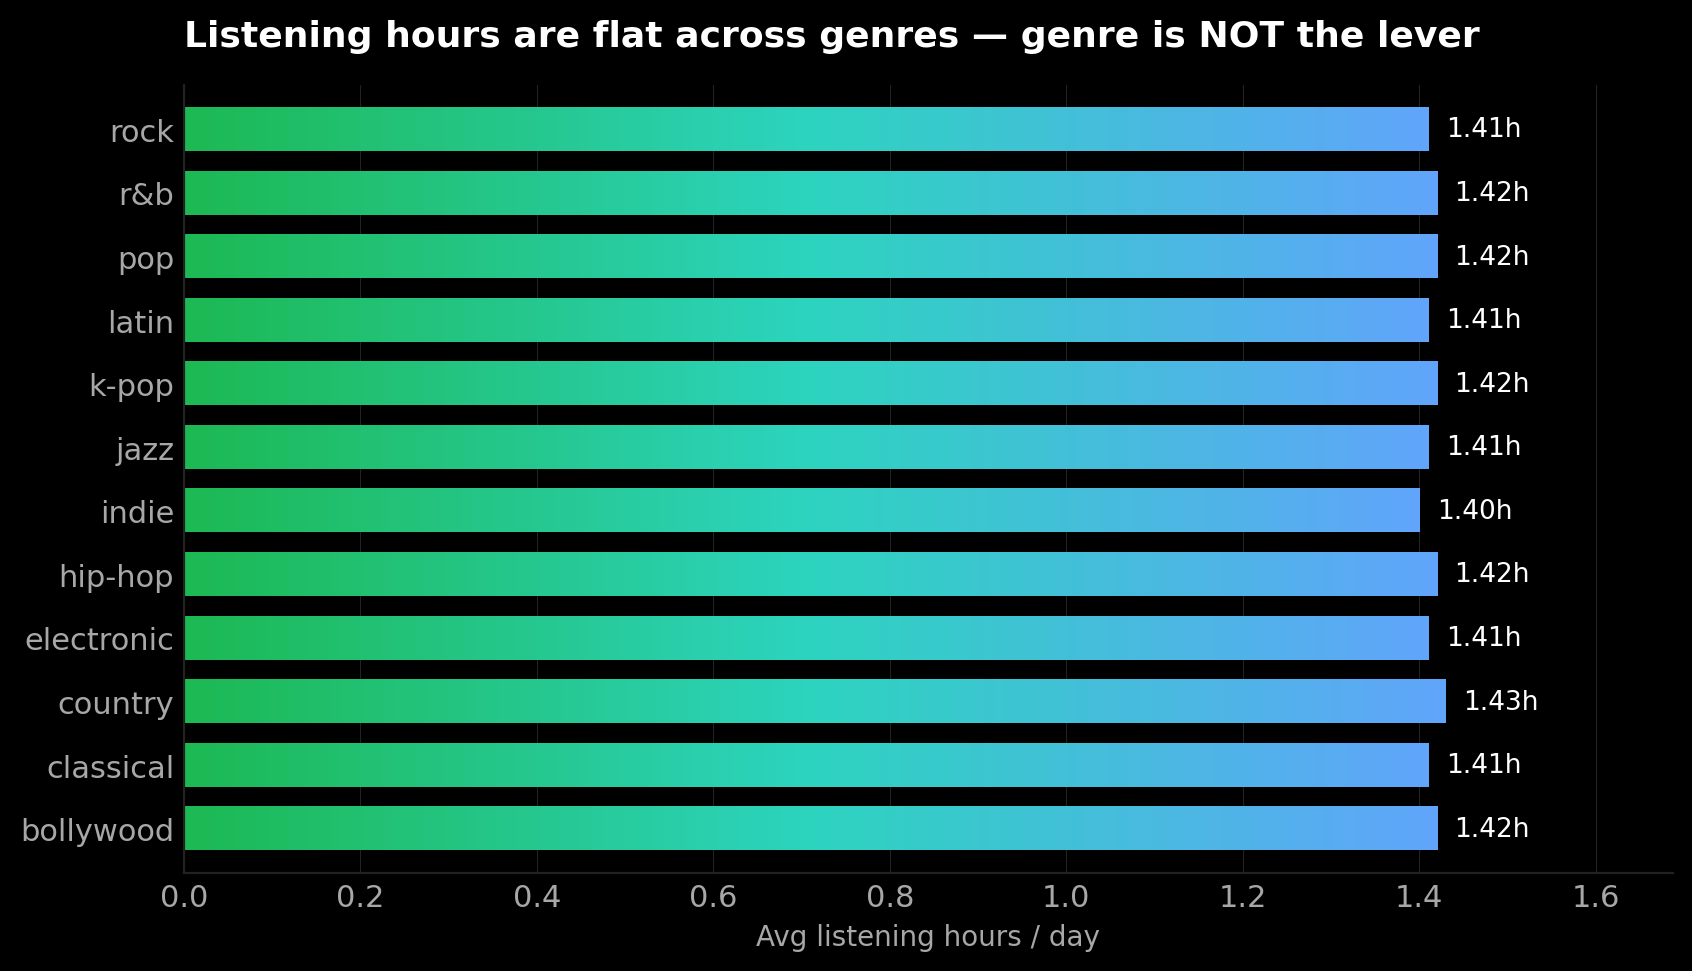 Listening hours are flat across genres — genre is NOT the lever
rock 1.41h
r&b 1.42h
pop 1.42h
latin 1.41h
k-pop 1.42h
jazz 1.41h
indie 1.40h
hip-hop 1.42h
electronic 1.41h
country 1.43h
classical 1.41h
bollywood 1.42h
0.0 0.2 0.4 0.6 0.8 1.0 1.2 1.4 1.6
Avg listening hours / day